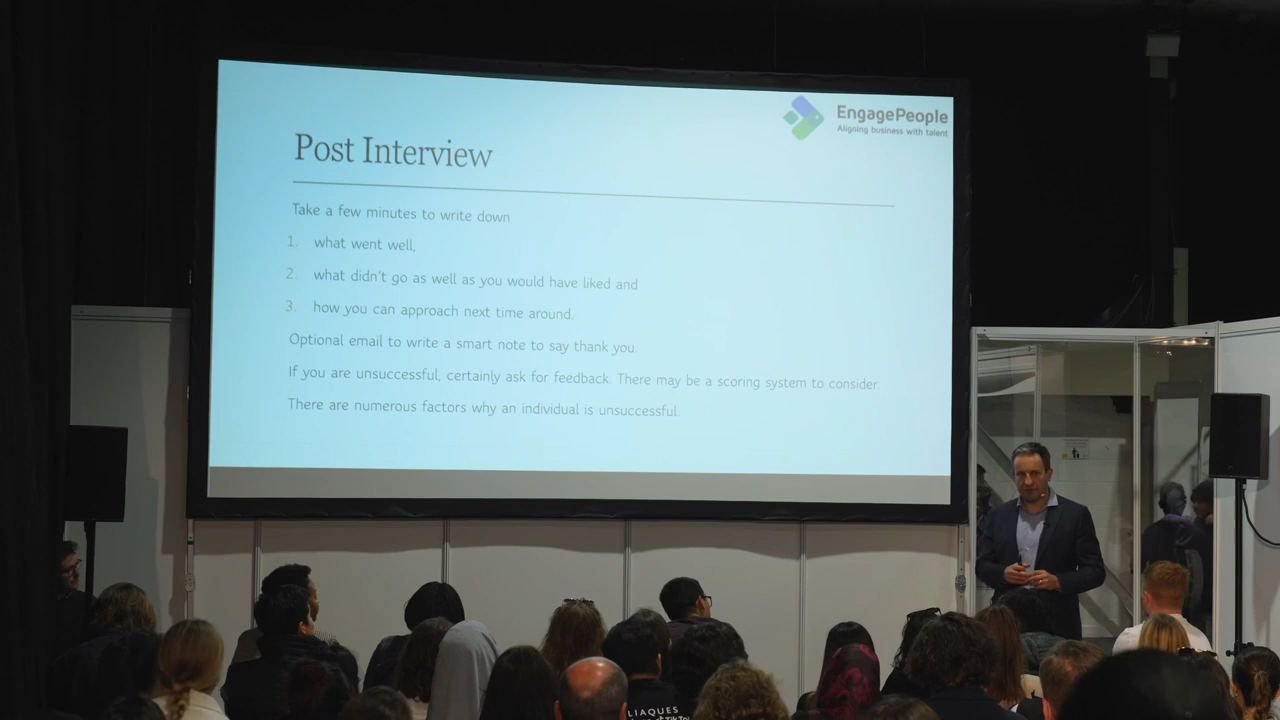 EngagePeople
Aligning business with talent
Post Interview
Take a few minutes to write down
1. what went well,
2. what didn't go as well as you would have liked and
3. how you can approach next time around.
Optional email to write a smart note to say thank you.
If you are unsuccessful, certainly ask for feedback. There may be a scoring system to consider.
There are numerous factors why an individual is unsuccessful.
LIAQUES